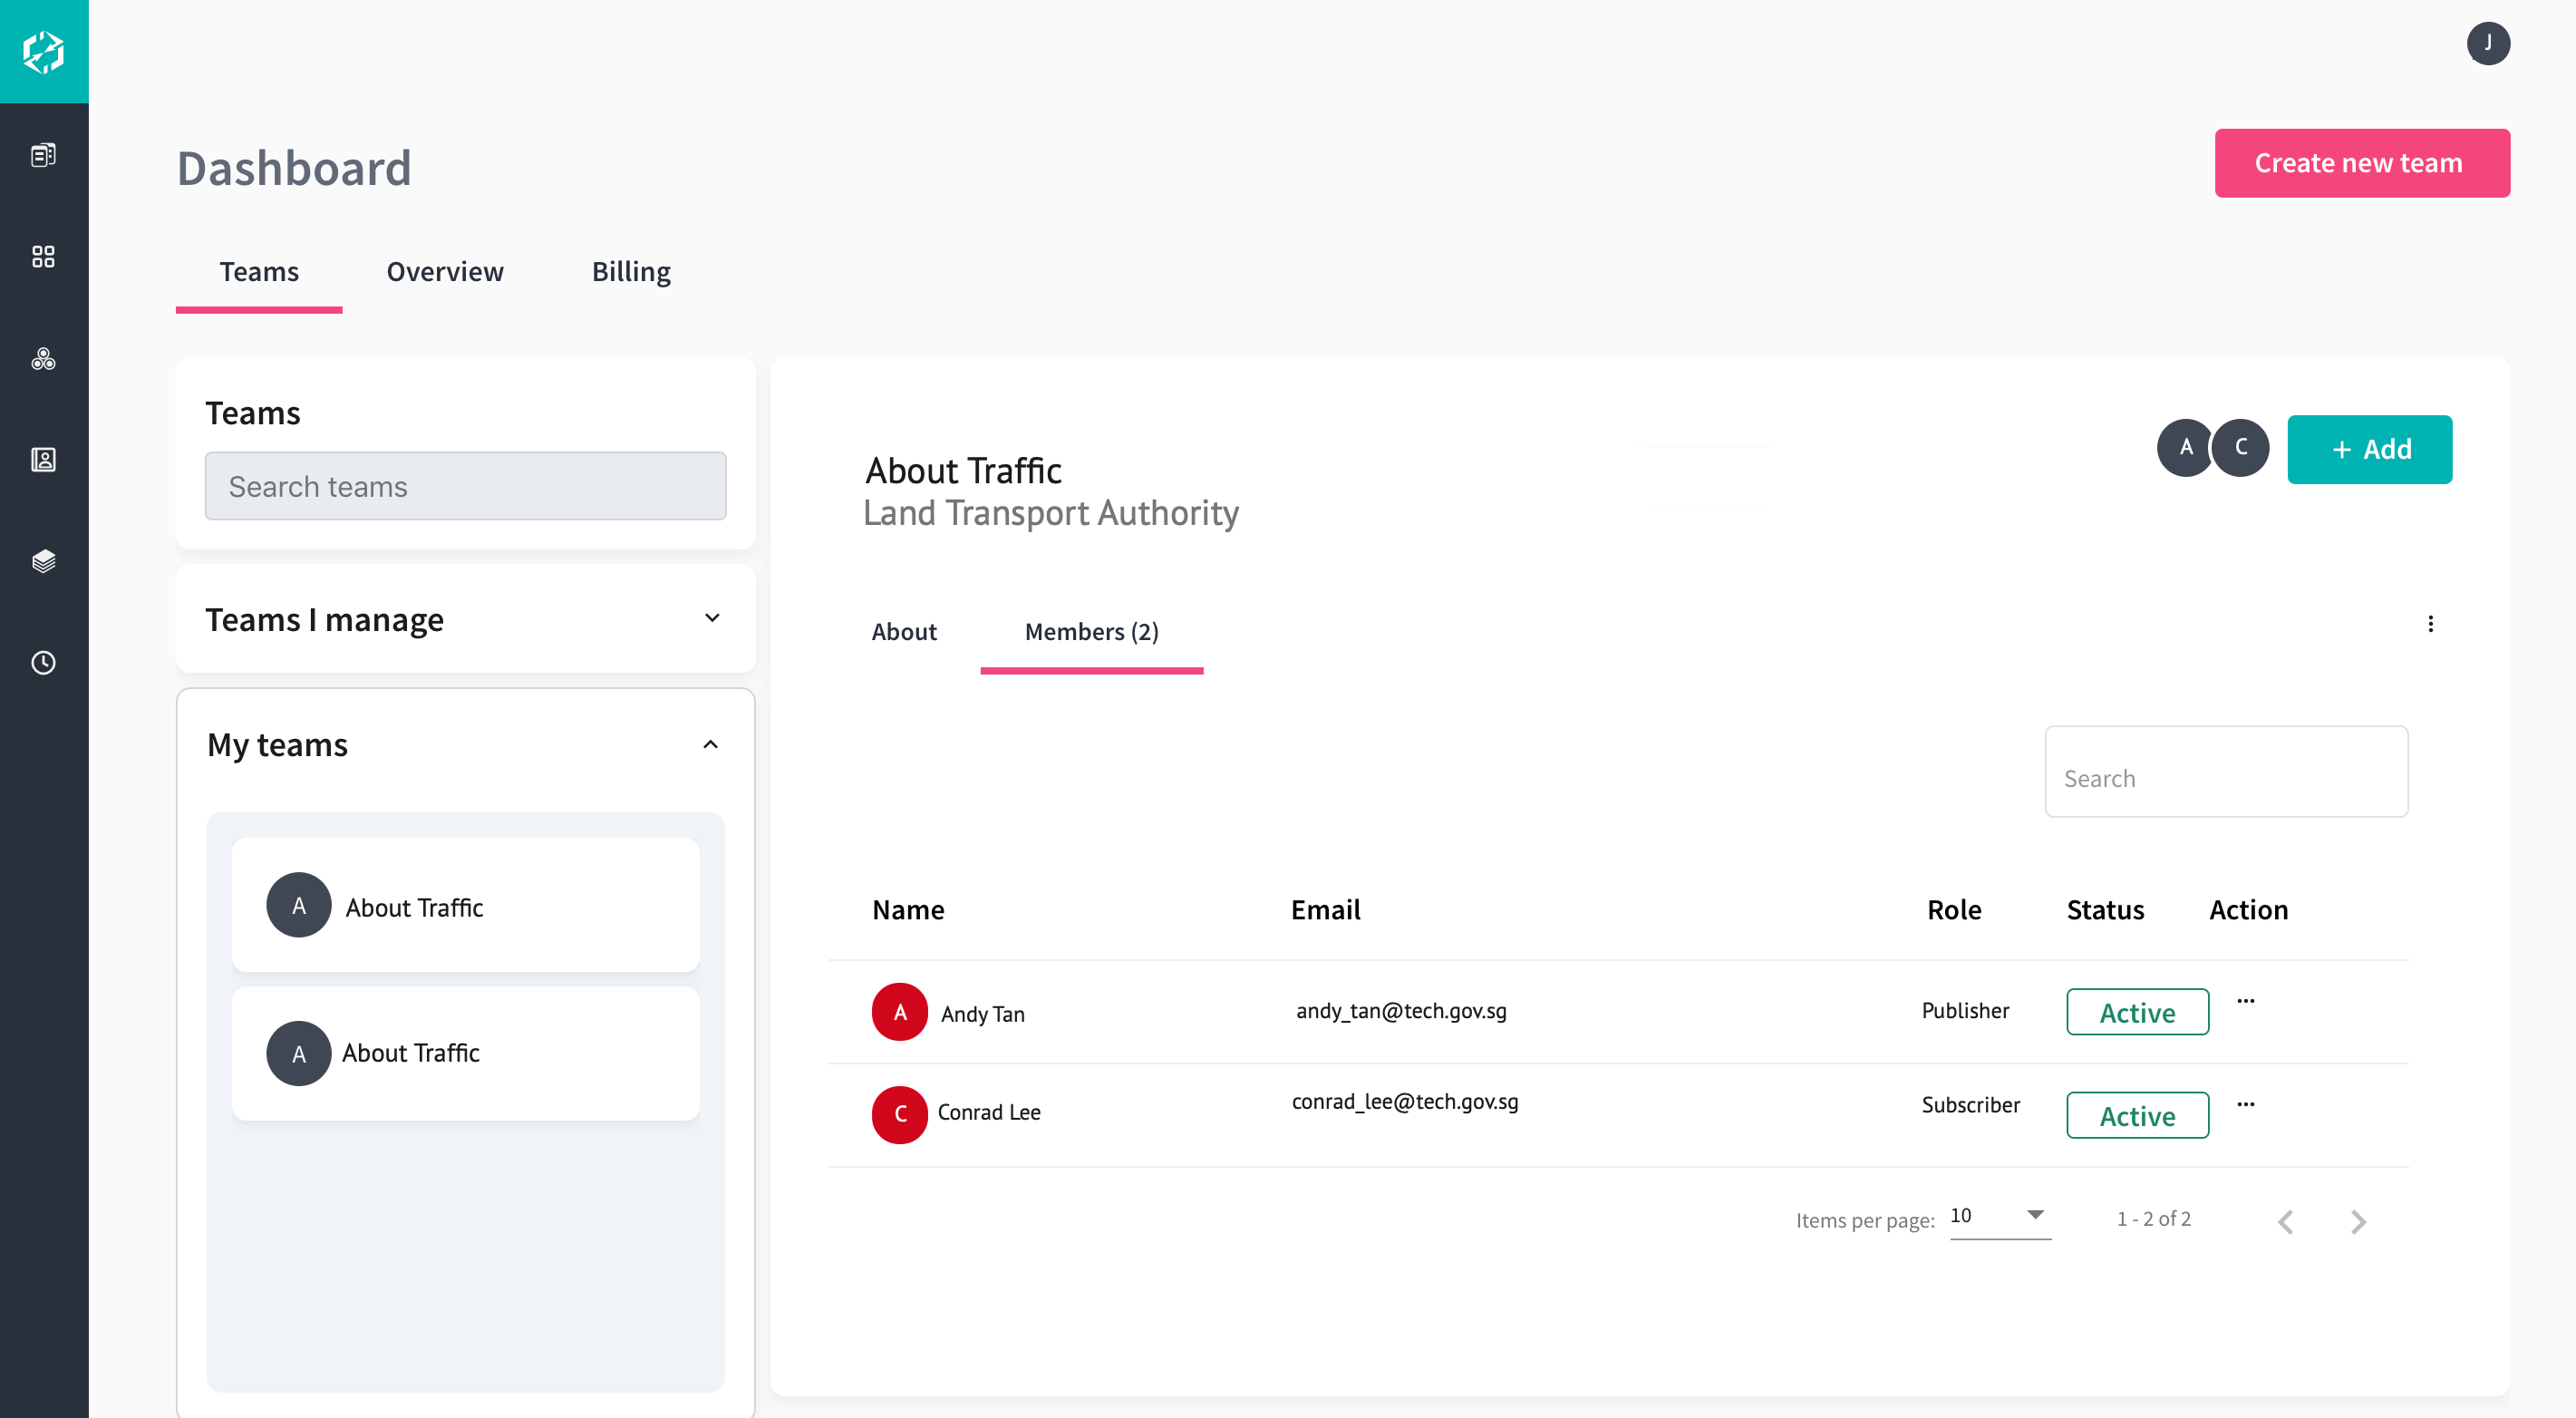 J
Dashboard
Create new team
Teams Overview Billing
Teams
Search teams
Teams I manage
My teams
A About Traffic
A About Traffic
About Traffic
Land Transport Authority
A C + Add
About Members (2)
Search
Name Email Role Status Action
A Andy Tan andy_tan@tech.gov.sg Publisher Active ...
C Conrad Lee conrad_lee@tech.gov.sg Subscriber Active ...
Items per page: 10 1 - 2 of 2